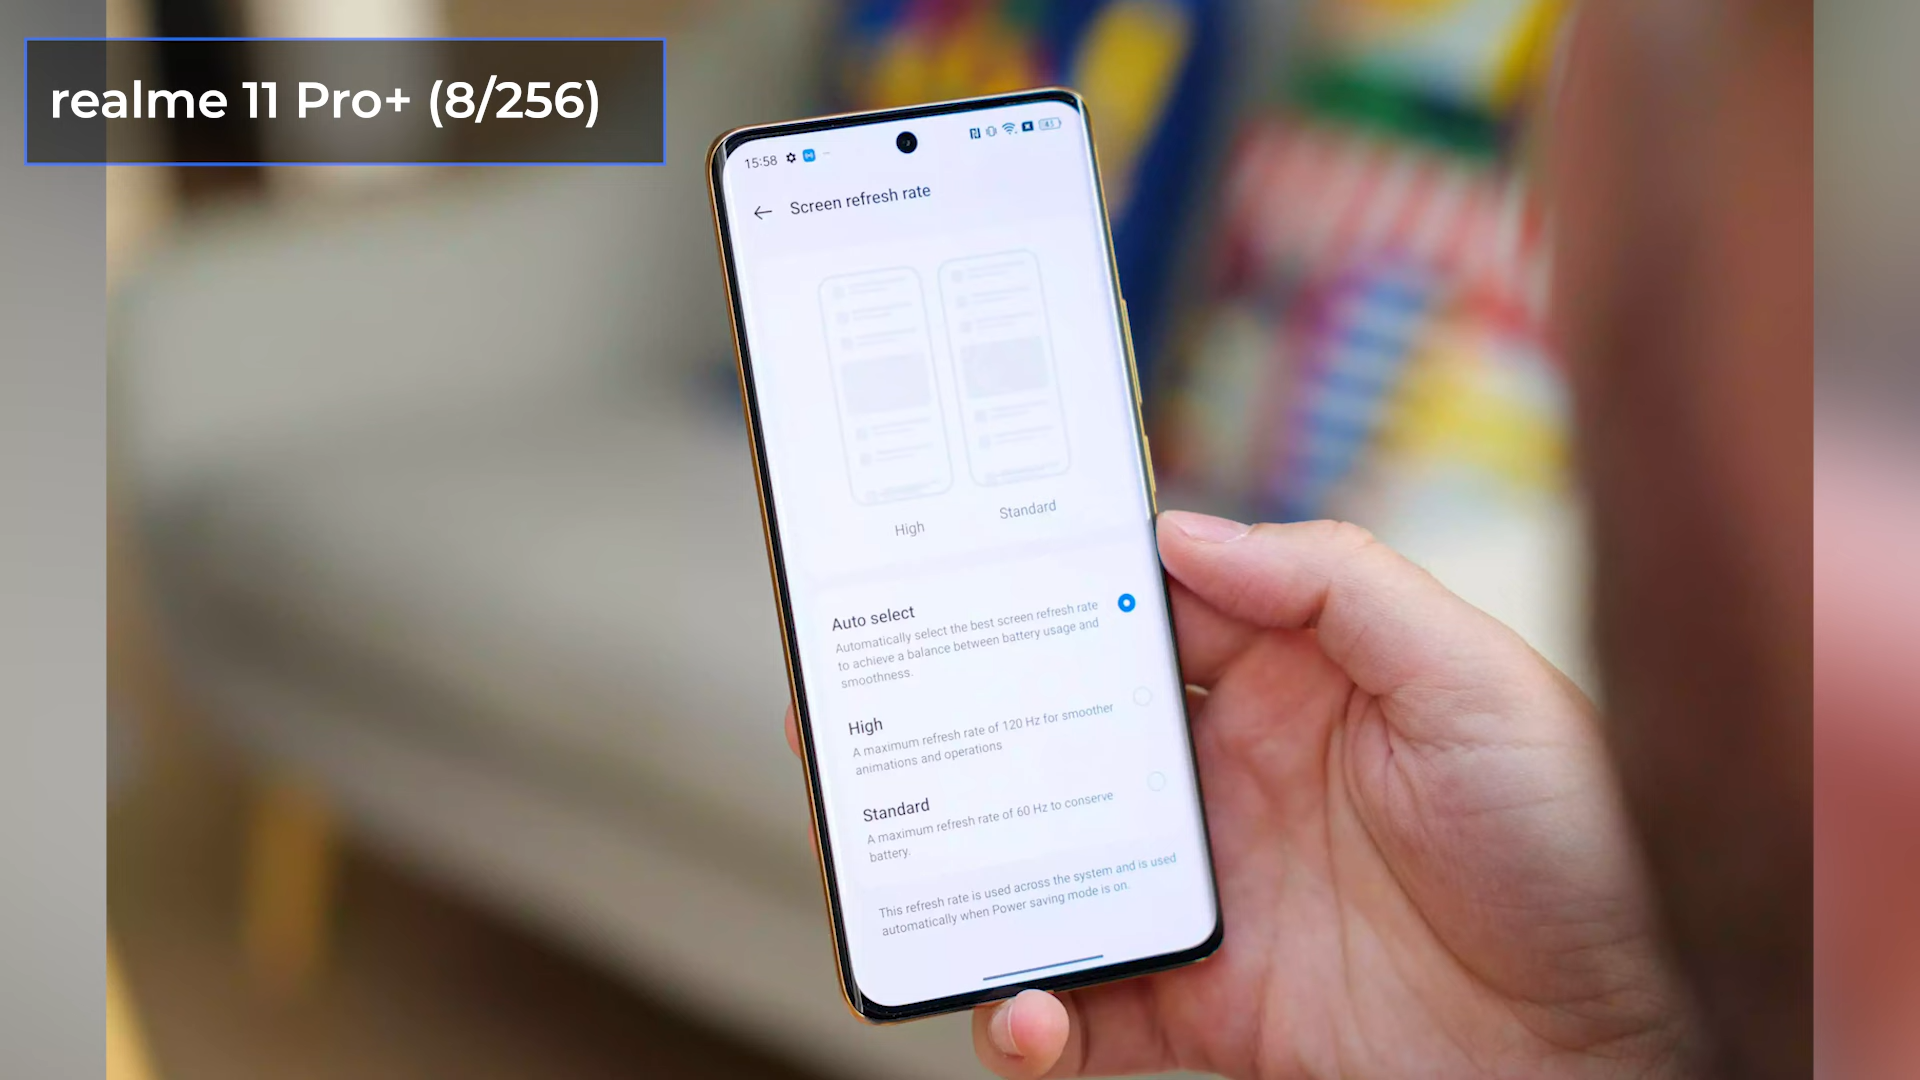 realme 11 Pro+ (8/256)
15:58
Screen refresh rate
High
Standard
Auto select
Automatically select the best screen refresh rate
to achieve a balance between battery usage and
smoothness.
High
A maximum refresh rate of 120 Hz for smoother
animations and operations
Standard
A maximum refresh rate of 60 Hz to conserve
battery.
This refresh rate is used across the system and is used
automatically when Power saving mode is on.